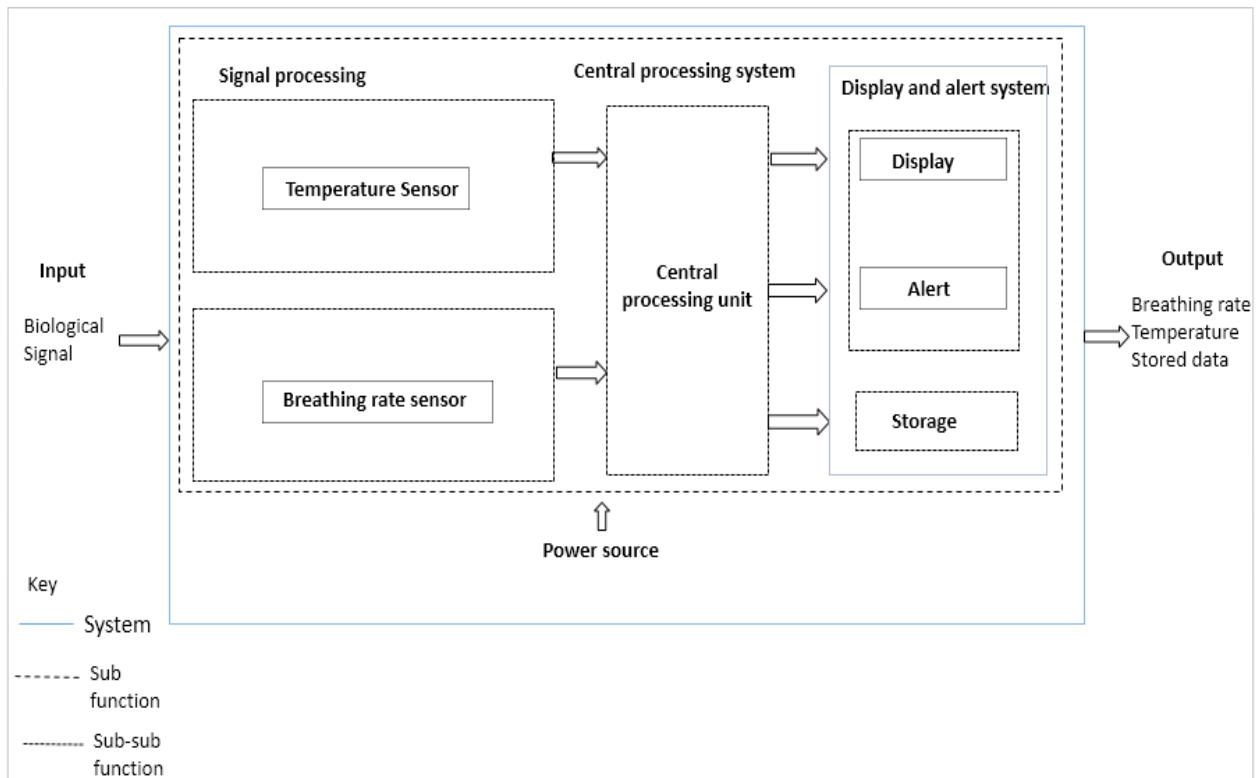 Signal processing
Central processing system
Display and alert system
Temperature Sensor
Display
Input
Central
processing unit
Alert
Output
Biological
Signal
Breathing rate
Temperature
Stored data
Breathing rate sensor
Storage
Power source
Key
System
Sub
function
Sub-sub
function